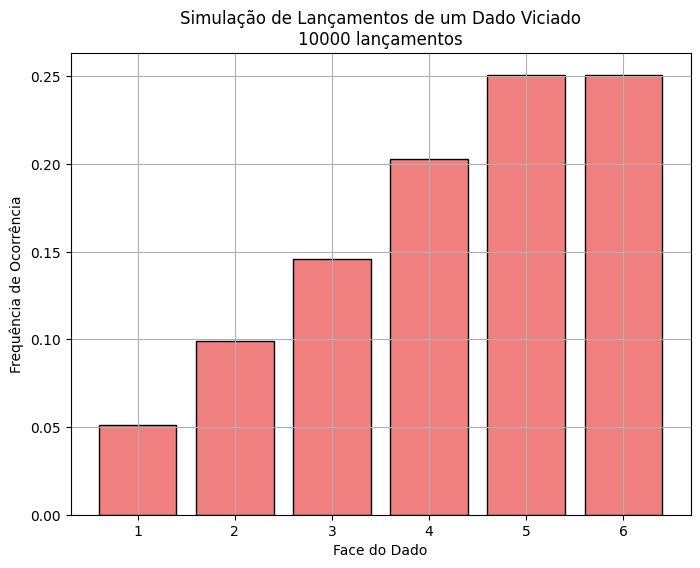 Simulação de Lançamentos de um Dado Viciado
10000 lançamentos
0.25
0.20
0.15
0.10
0.05
0.00
Frequência de Ocorrência
1 2 3 4 5 6
Face do Dado